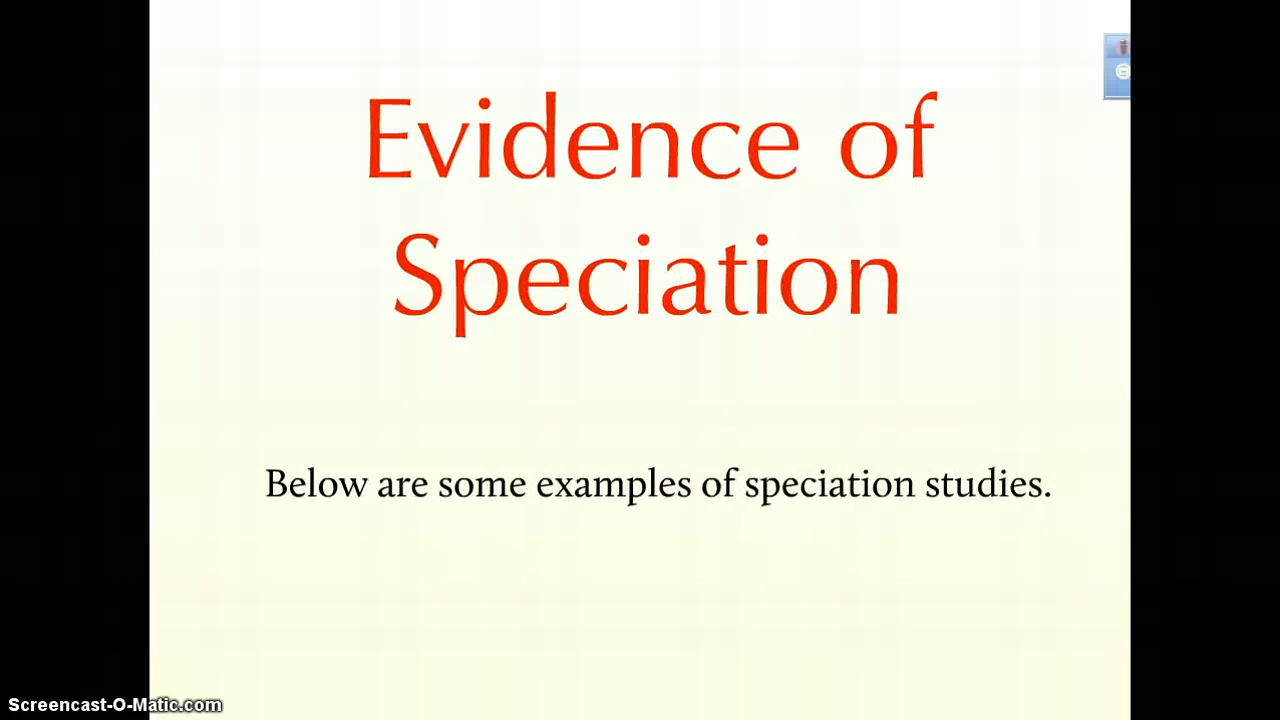 Evidence of
Speciation
Below are some examples of speciation studies.
Screencast-O-Matic.com